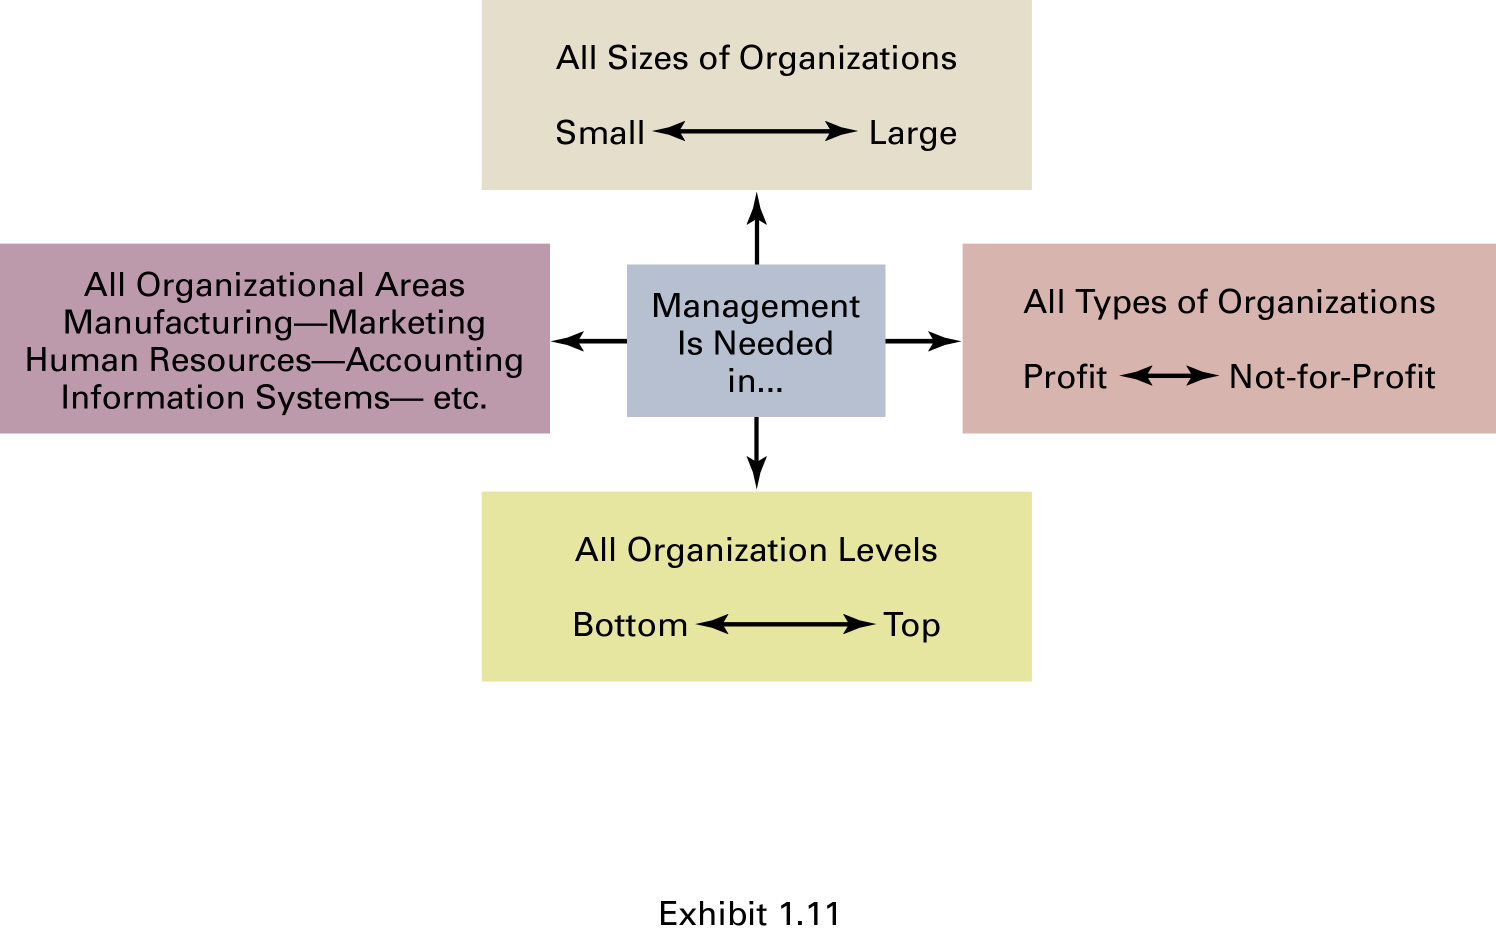 All Sizes of Organizations
Small Large
All Organizational Areas
Manufacturing—Marketing
Human Resources—Accounting
Information Systems— etc.
Management
Is Needed
in...
All Types of Organizations
Profit Not-for-Profit
All Organization Levels
Bottom Top
Exhibit 1.11